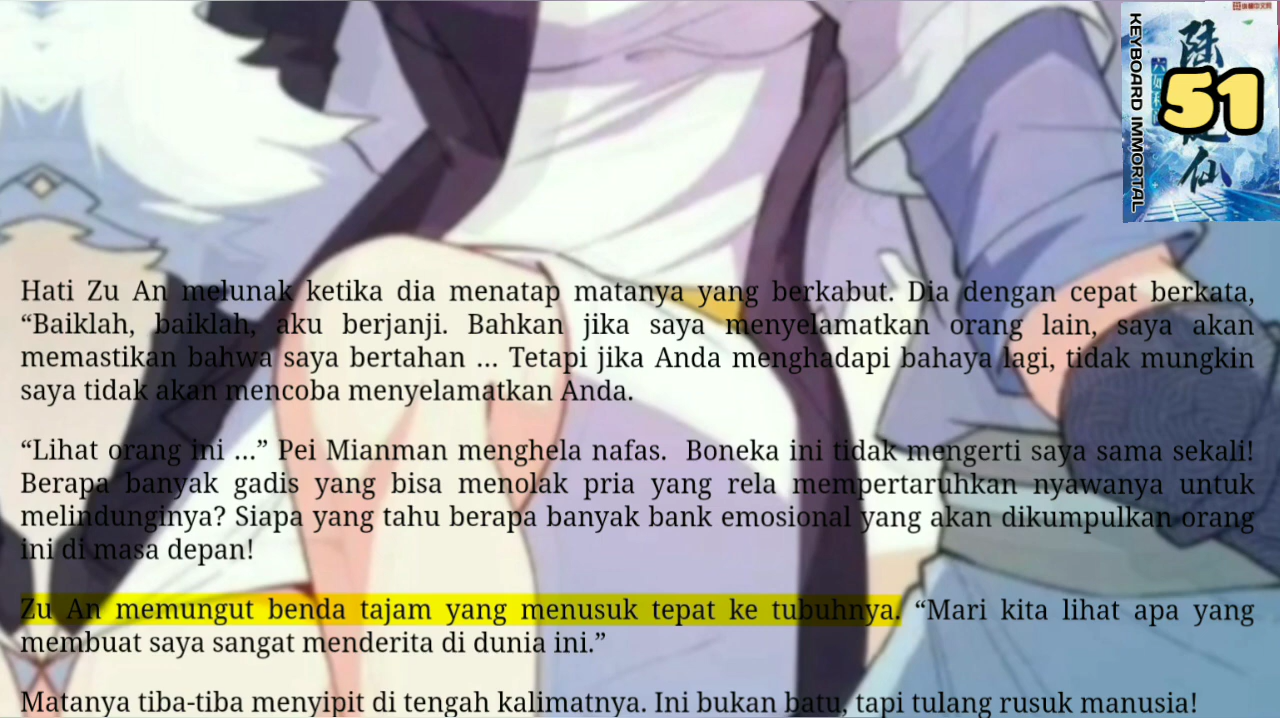 KEYBOARD IMMORTAL
陆
51
仙
Hati Zu An melunak ketika dia menatap matanya yang berkabut. Dia dengan cepat berkata,
“Baiklah, baiklah, aku berjanji. Bahkan jika saya menyelamatkan orang lain, saya akan
memastikan bahwa saya bertahan … Tetapi jika Anda menghadapi bahaya lagi, tidak mungkin
saya tidak akan mencoba menyelamatkan Anda.
“Lihat orang ini …” Pei Mianman menghela nafas. Boneka ini tidak mengerti saya sama sekali!
Berapa banyak gadis yang bisa menolak pria yang rela mempertaruhkan nyawanya untuk
melindunginya? Siapa yang tahu berapa banyak bank emosional yang akan dikumpulkan orang
ini di masa depan!
Zu An memungut benda tajam yang menusuk tepat ke tubuhnya. “Mari kita lihat apa yang
membuat saya sangat menderita di dunia ini.”
Matanya tiba-tiba menyipit di tengah kalimatnya. Ini bukan batu, tapi tulang rusuk manusia!